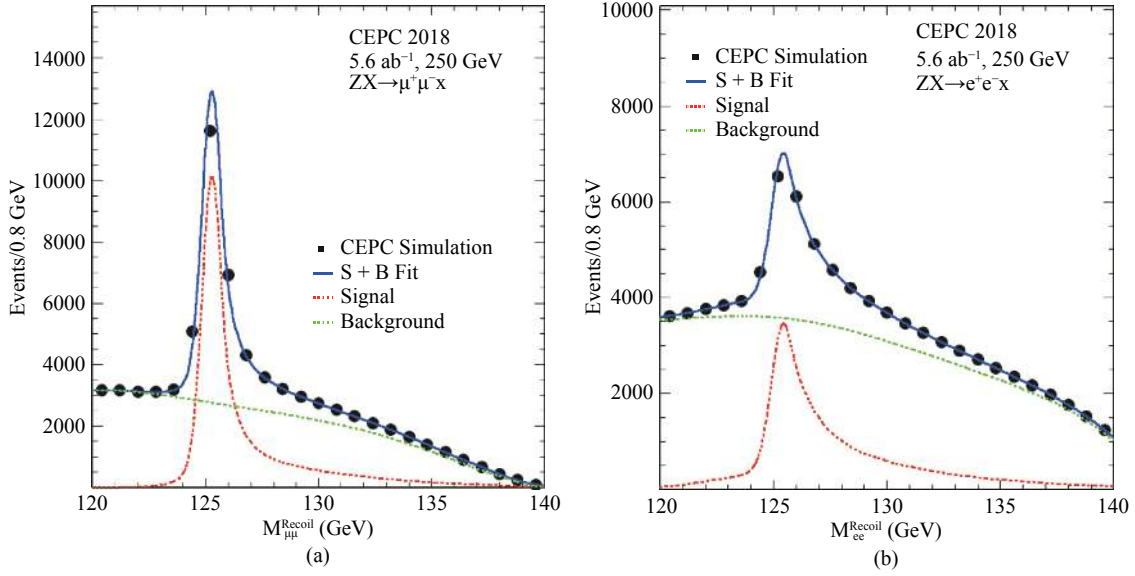 14000
12000
10000
8000
6000
4000
2000
Events/0.8 GeV
CEPC 2018
5.6 ab⁻¹, 250 GeV
ZX→μ⁺μ⁻x
CEPC Simulation
S + B Fit
Signal
Background
120 125 130 135 140
M_μμ^Recoil (GeV)
(a)
10000
8000
6000
4000
2000
Events/0.8 GeV
CEPC 2018
5.6 ab⁻¹, 250 GeV
ZX→e⁺e⁻x
CEPC Simulation
S + B Fit
Signal
Background
120 125 130 135 140
M_ee^Recoil (GeV)
(b)